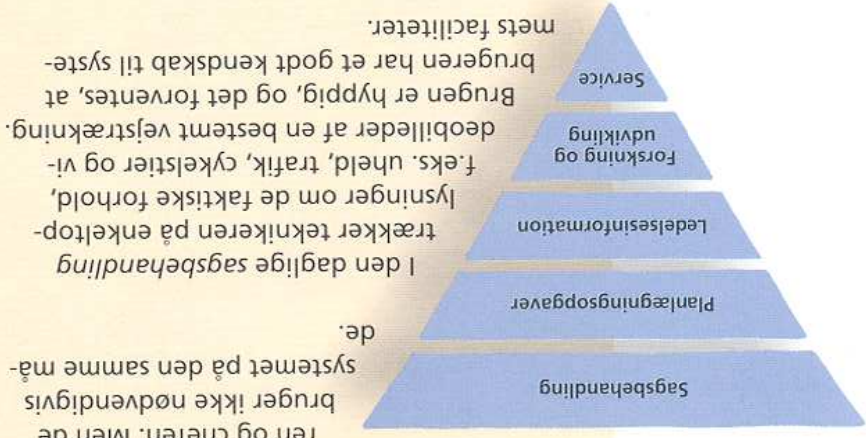 Sagsbehandling
Planlægningsopgaver
Ledelsesinformation
Forskning og
udvikling
Service
ren og chefen. Men de
bruger ikke nødvendigvis
systemet på den samme må-
de.
I den daglige sagsbehandling
trækker teknikeren på enkeltop-
lysninger om de faktiske forhold,
f.eks. uheld, trafik, cykelstier og vi-
deobilleder af en bestemt vejstrækning.
Brugen er hyppig, og det forventes, at
brugeren har et godt kendskab til syste-
mets faciliteter.